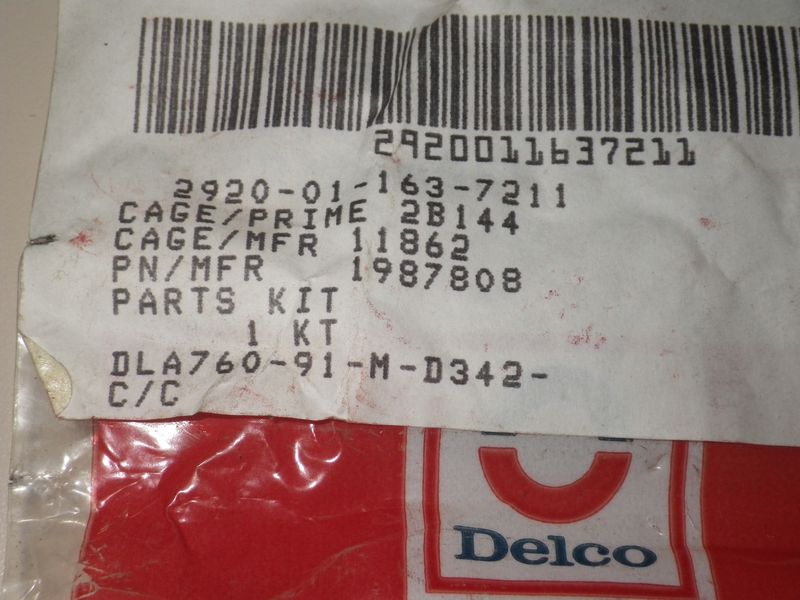 2920011637211
2920-01-163-7211
CAGE/PRIME 2B144
CAGE/MFR 11862
PN/MFR 1987808
PARTS KIT
1 KT
DLA760-91-M-D342-
C/C
Delco